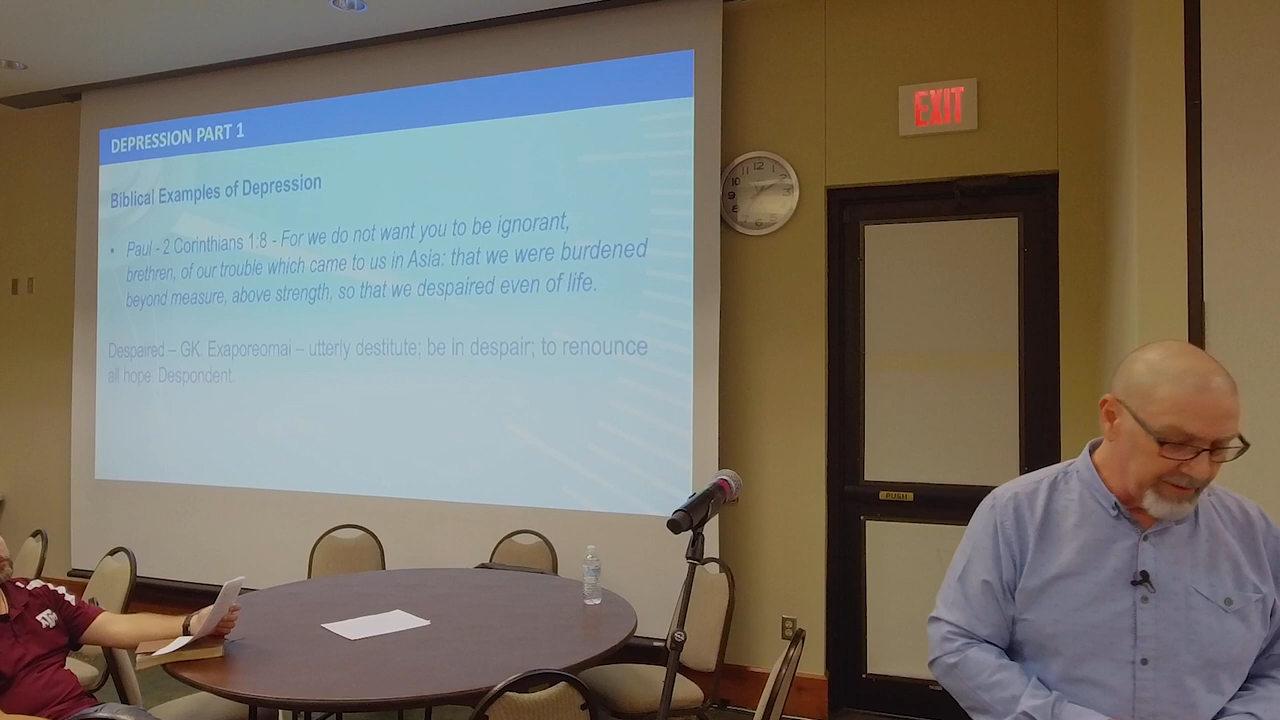 DEPRESSION PART 1
Biblical Examples of Depression
• Paul - 2 Corinthians 1:8 - For we do not want you to be ignorant,
brethren, of our trouble which came to us in Asia: that we were burdened
beyond measure, above strength, so that we despaired even of life.
Despaired – GK. Exaporeomai – utterly destitute; be in despair; to renounce
all hope. Despondent.
EXIT
12
PUSH
ATM